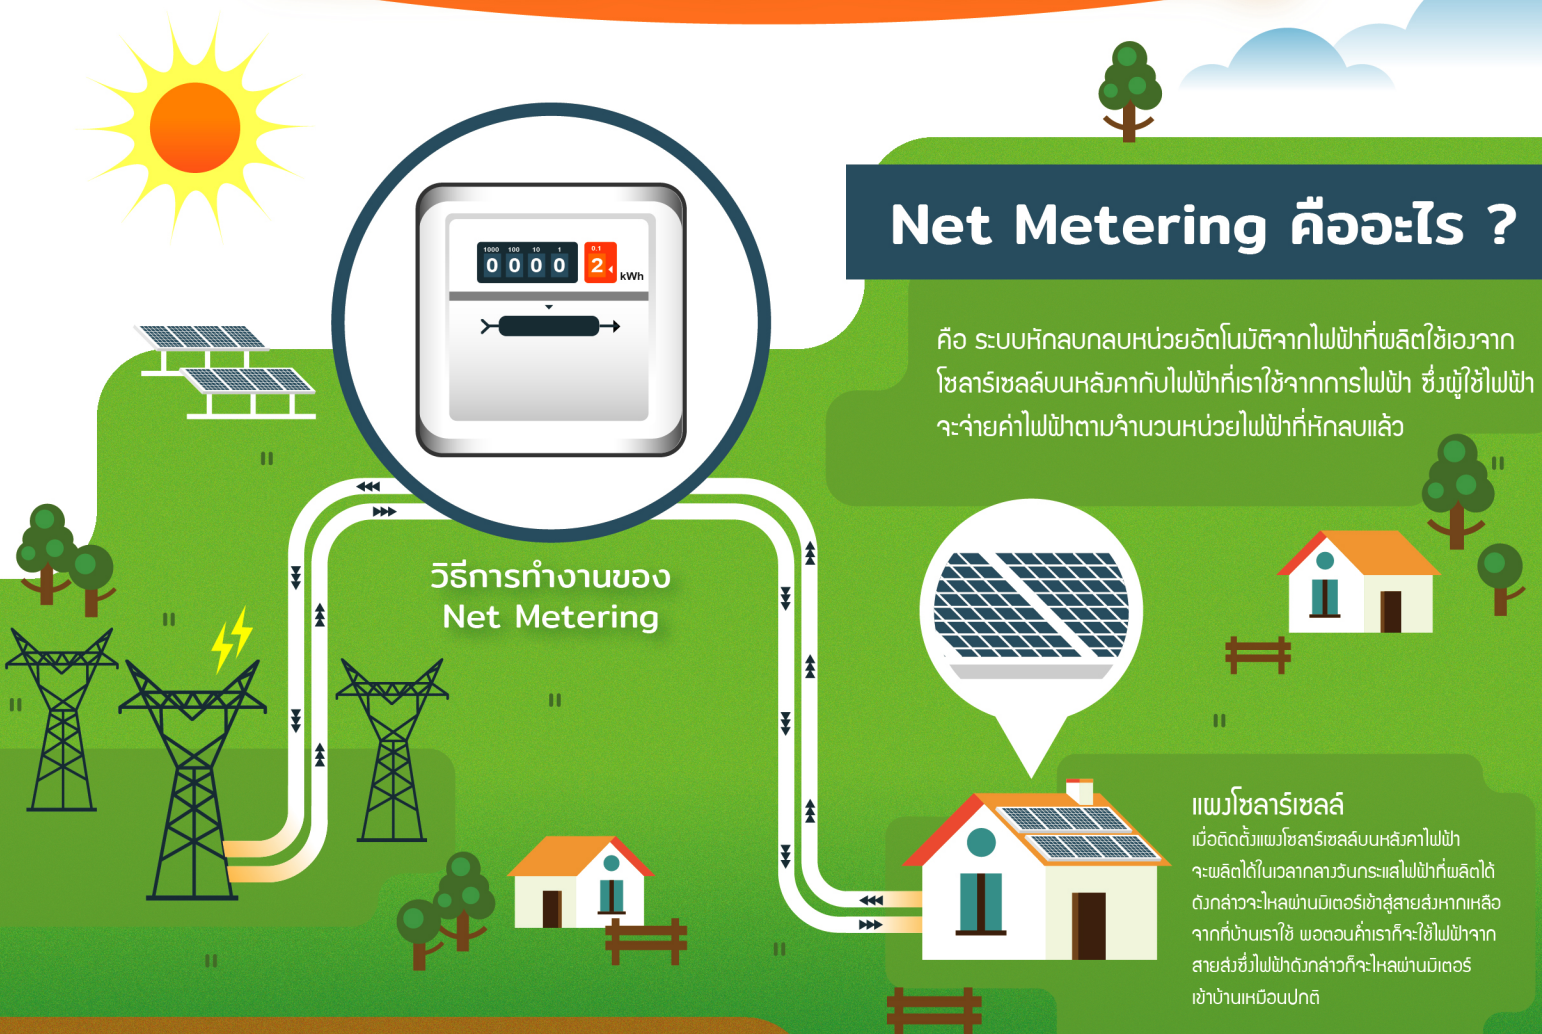 Net Metering คืออะไร ?
คือ ระบบหักลบกลบหน่วยอัตโนมัติจากไฟฟ้าที่ผลิตใช้เองจาก
โซลาร์เซลล์บนหลังคากับไฟฟ้าที่เราใช้จากการไฟฟ้า ซึ่งผู้ใช้ไฟฟ้า
จะจ่ายค่าไฟฟ้าตามจำนวนหน่วยไฟฟ้าที่หักลบแล้ว
1000 100 10 1 0.1
0 0 0 0 2 kWh
วิธีการทำงานของ
Net Metering
แผงโซลาร์เซลล์
เมื่อติดตั้งแผงโซลาร์เซลล์บนหลังคาไฟฟ้า
จะผลิตได้ในเวลากลางวันกระแสไฟฟ้าที่ผลิตได้
ดังกล่าวจะไหลผ่านมิเตอร์เข้าสู่สายส่งหากเหลือ
จากที่บ้านเราใช้ พอตอนค่ำเราก็จะใช้ไฟฟ้าจาก
สายส่งซึ่งไฟฟ้าดังกล่าวก็จะไหลผ่านมิเตอร์
เข้าบ้านเหมือนปกติ